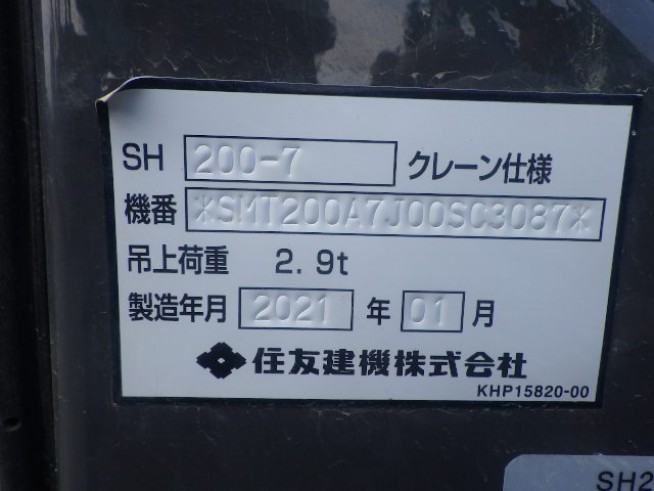 SH 200-7 クレーン仕様
機番 *SMT200A7J00SC3087*
吊上荷重 2.9t
製造年月 2021 年 01 月
住友建機株式会社
KHP15820-00
SH2